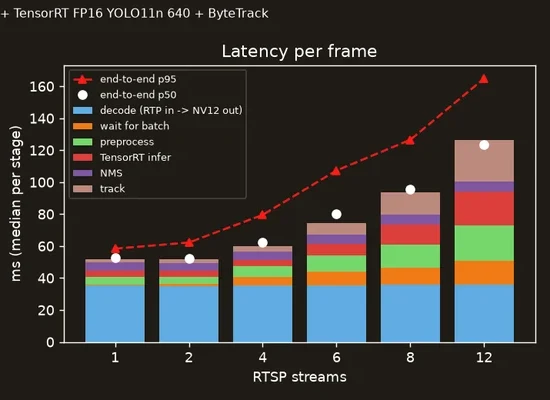 + TensorRT FP16 YOLO11n 640 + ByteTrack
Latency per frame
end-to-end p95
end-to-end p50
decode (RTP in -> NV12 out)
wait for batch
preprocess
TensorRT infer
NMS
track
ms (median per stage)
160
140
120
100
80
60
40
20
0
1 2 4 6 8 12
RTSP streams